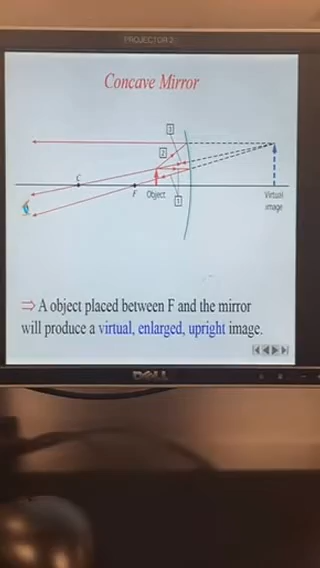 PROJECTOR 2
Concave Mirror
3
2
C
F
Object
1
Virtual
image
⇒ A object placed between F and the mirror
will produce a virtual, enlarged, upright image.
DELL